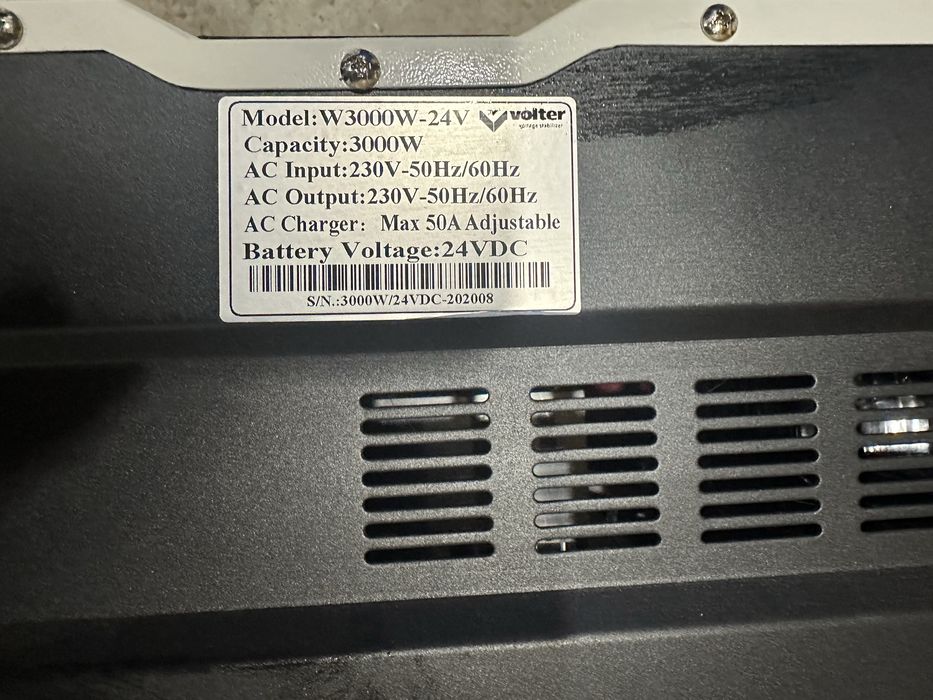 Model:W3000W-24V volter
voltage stabilizer
Capacity:3000W
AC Input:230V-50Hz/60Hz
AC Output:230V-50Hz/60Hz
AC Charger: Max 50A Adjustable
Battery Voltage:24VDC
S/N.:3000W/24VDC-202008